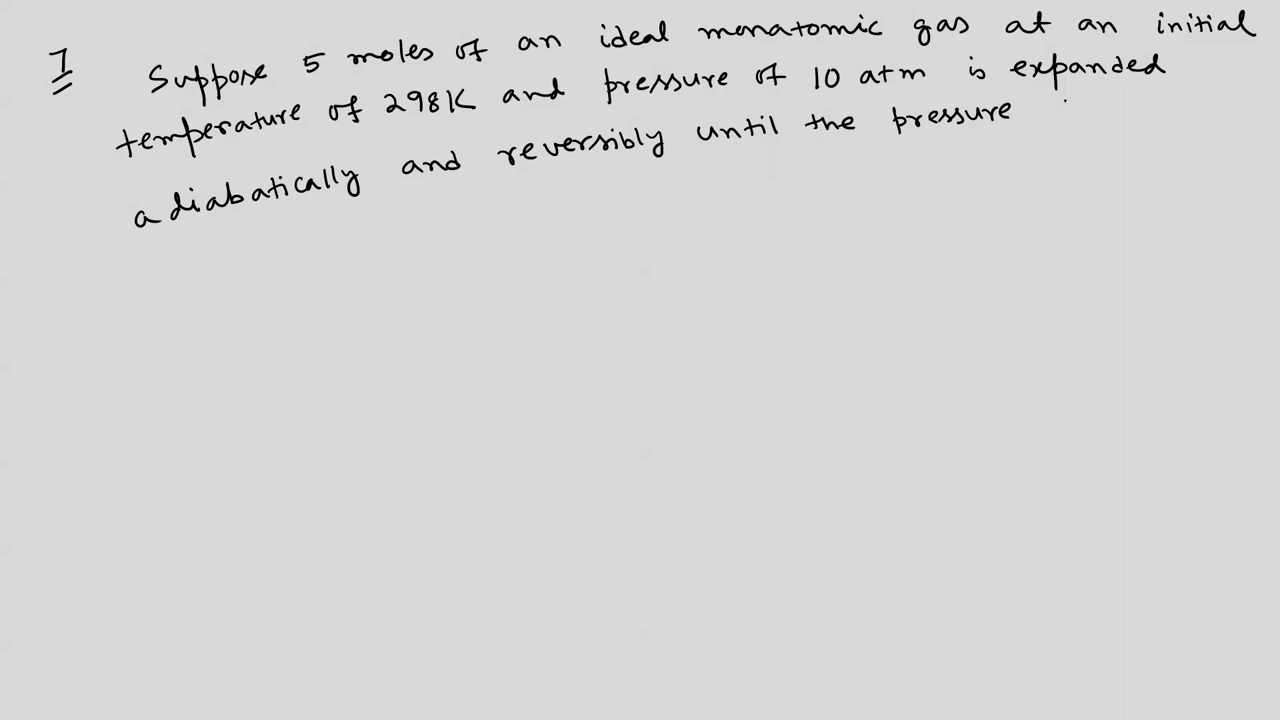 I Suppose 5 moles of an ideal monatomic gas at an initial
temperature of 298K and pressure of 10 atm is expanded
adiabatically and reversibly until the pressure